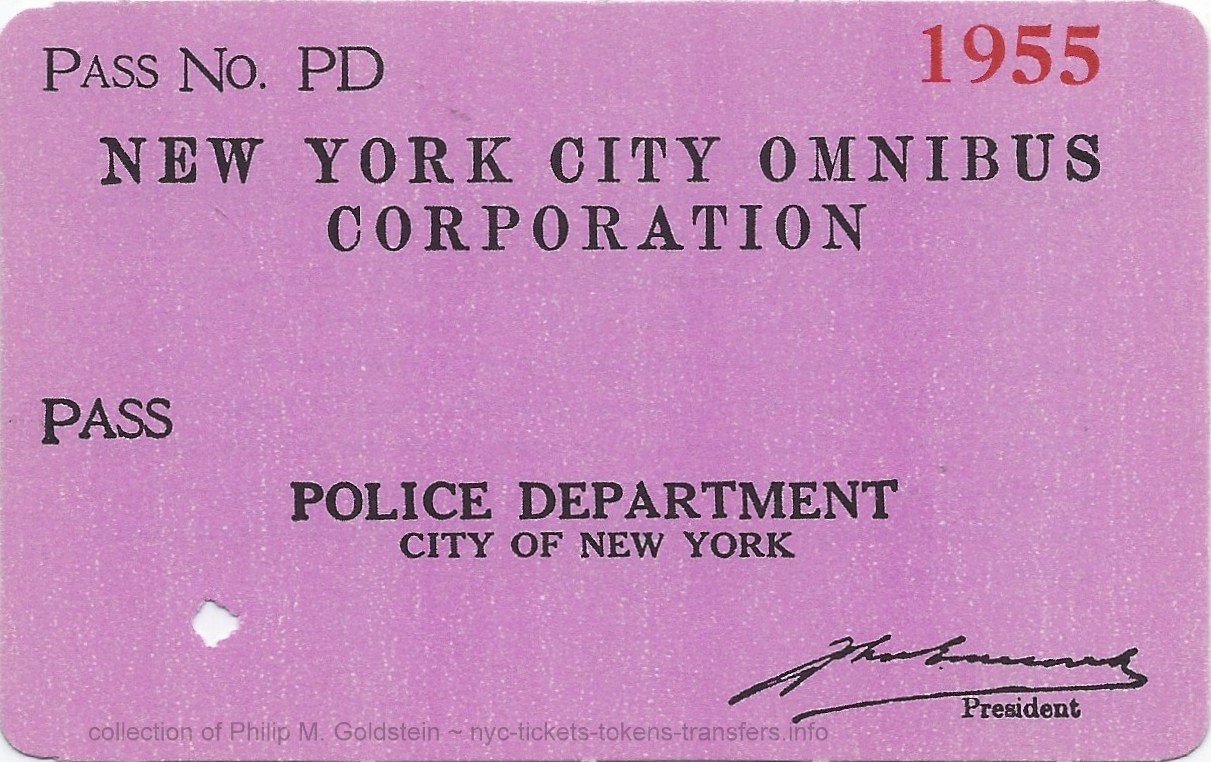 PASS NO. PD
1955
NEW YORK CITY OMNIBUS
CORPORATION
PASS
POLICE DEPARTMENT
CITY OF NEW YORK
President
collection of Philip M. Goldstein ~ nyc-tickets-tokens-transfers.info